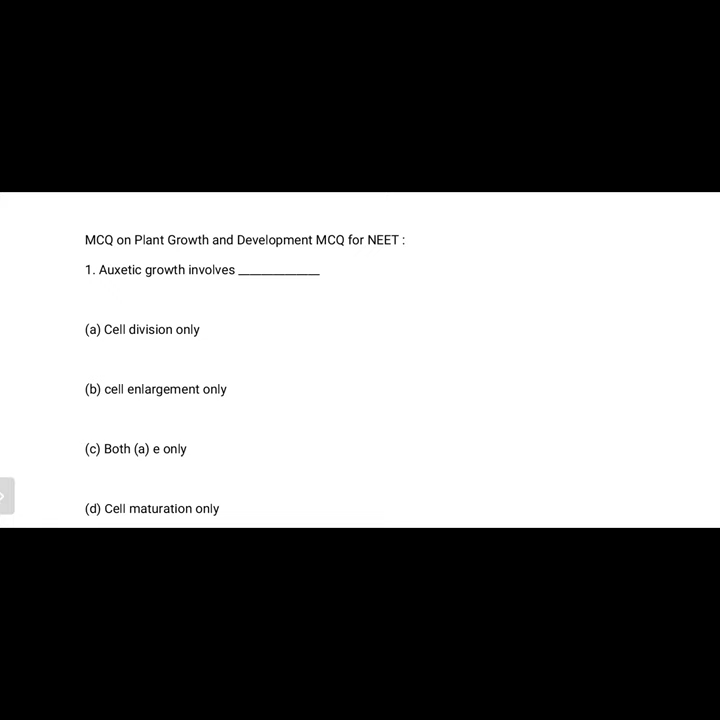 MCQ on Plant Growth and Development MCQ for NEET :
1. Auxetic growth involves ______________
(a) Cell division only
(b) cell enlargement only
(c) Both (a) e only
(d) Cell maturation only